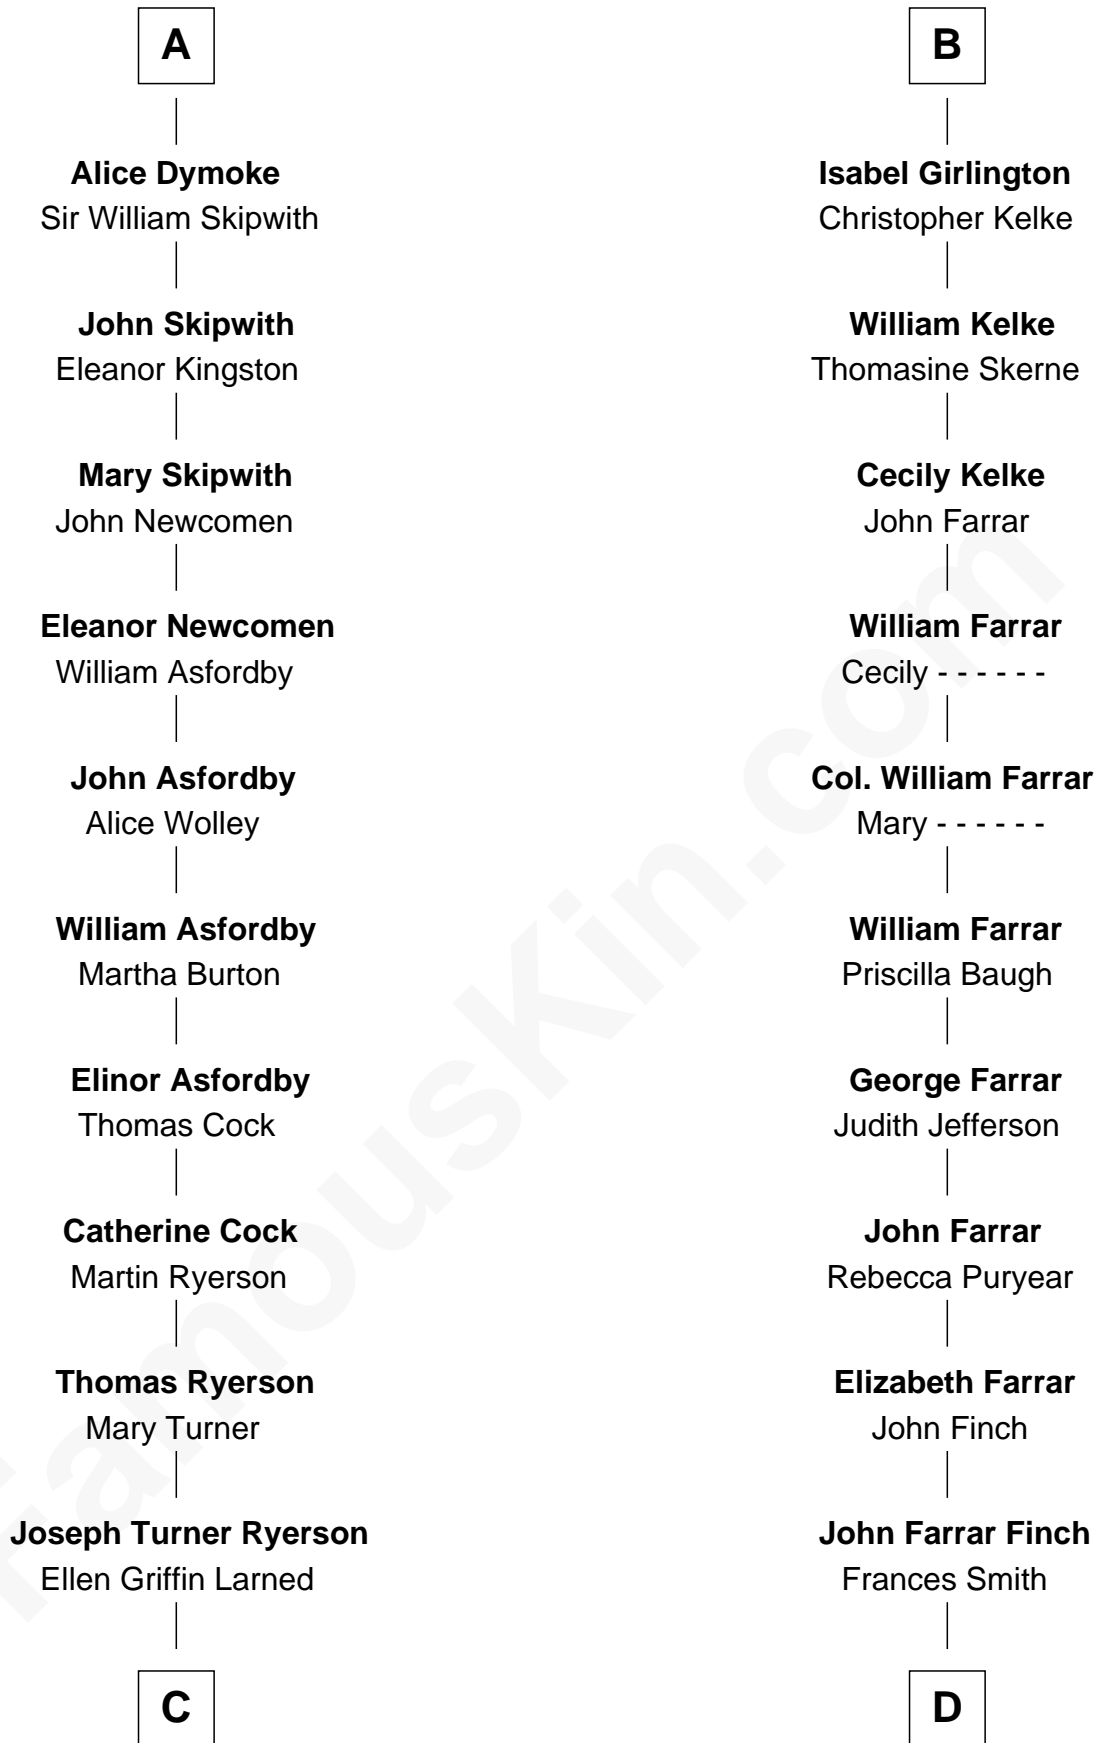 A
Alice Dymoke
Sir William Skipwith
John Skipwith
Eleanor Kingston
Mary Skipwith
John Newcomen
Eleanor Newcomen
William Asfordby
John Asfordby
Alice Wolley
William Asfordby
Martha Burton
Elinor Asfordby
Thomas Cock
Catherine Cock
Martin Ryerson
Thomas Ryerson
Mary Turner
Joseph Turner Ryerson
Ellen Griffin Larned
C
B
Isabel Girlington
Christopher Kelke
William Kelke
Thomasine Skerne
Cecily Kelke
John Farrar
William Farrar
Cecily - - - - - -
Col. William Farrar
Mary - - - - - -
William Farrar
Priscilla Baugh
George Farrar
Judith Jefferson
John Farrar
Rebecca Puryear
Elizabeth Farrar
John Finch
John Farrar Finch
Frances Smith
D
FamousKin.com